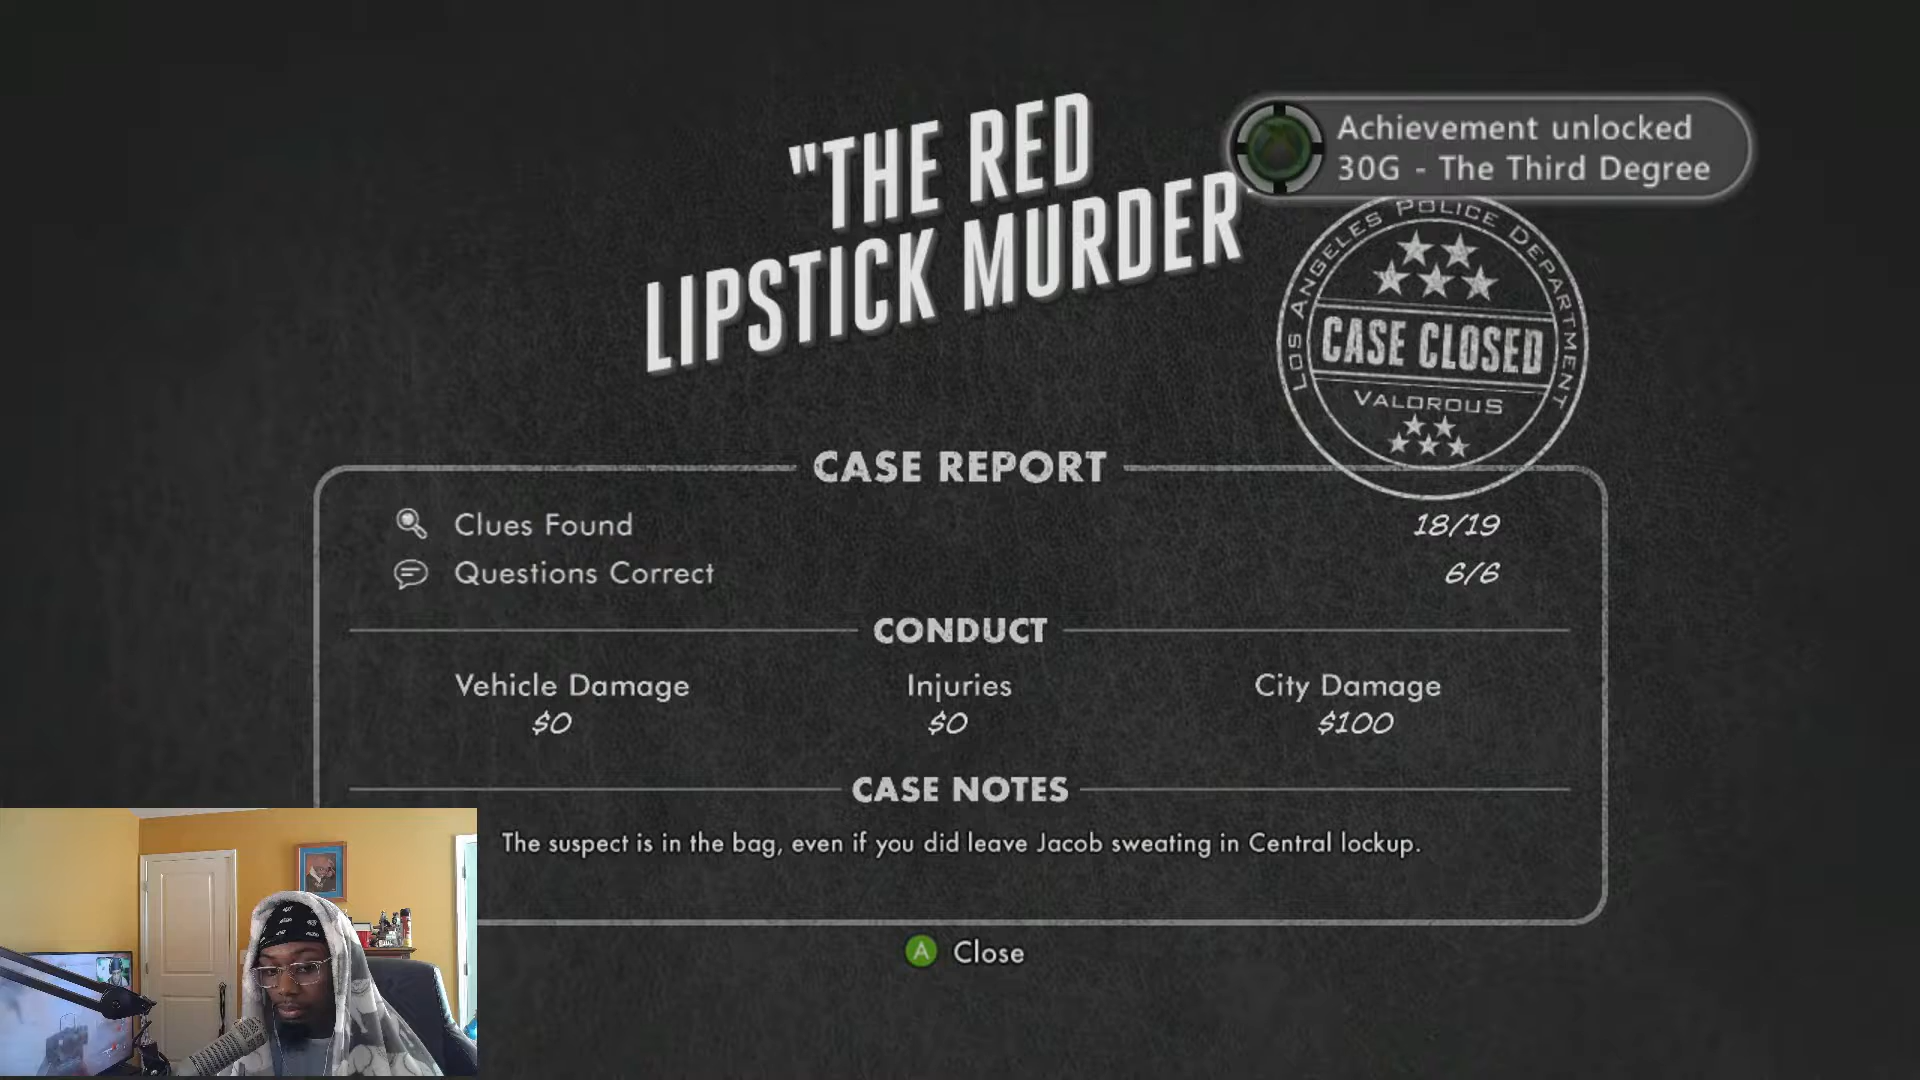 "THE RED
LIPSTICK MURDER
Achievement unlocked
30G - The Third Degree
LOS ANGELES POLICE DEPARTMENT
CASE CLOSED
VALOROUS
CASE REPORT
Clues Found 18/19
Questions Correct 6/6
CONDUCT
Vehicle Damage Injuries City Damage
$0 $0 $100
CASE NOTES
The suspect is in the bag, even if you did leave Jacob sweating in Central lockup.
A Close